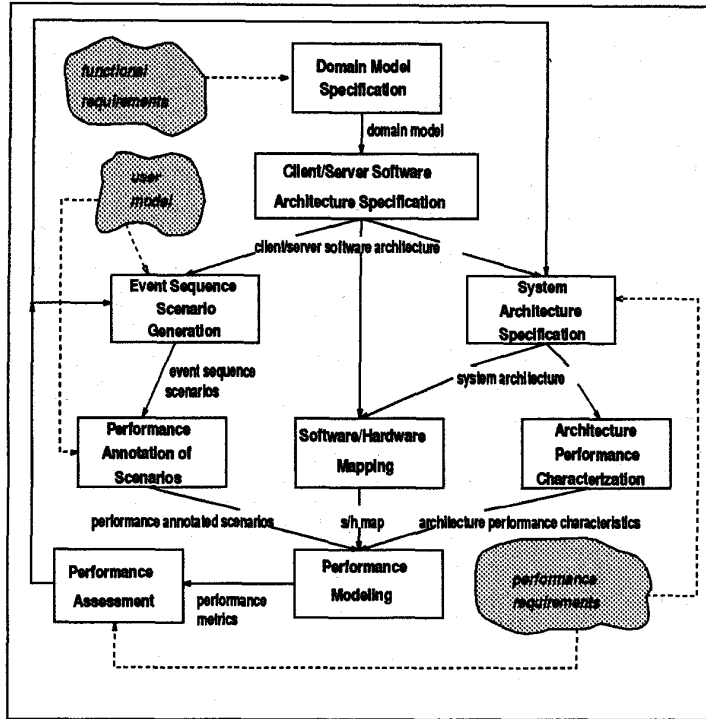 functional
requirements
Domain Model
Specification
domain model
user
model
Client/Server Software
Architecture Specification
client/server software architecture
Event Sequence
Scenario
Generation
System
Architecture
Specification
event sequence
scenarios
system architecture
Performance
Annotation of
Scenarios
Software/Hardware
Mapping
Architecture
Performance
Characterization
performance annotated scenarios
s/h map
architecture performance characteristics
Performance
Assessment
performance
metrics
Performance
Modeling
performance
requirements